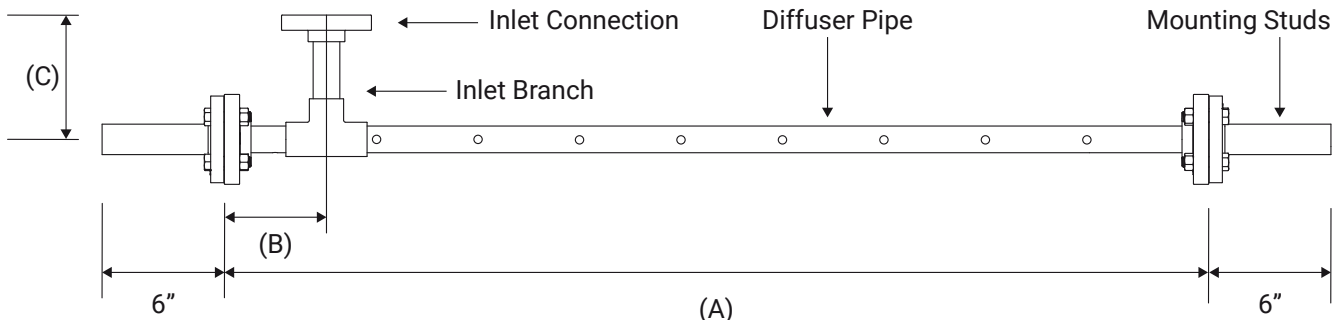 Inlet Connection
Diffuser Pipe
Mounting Studs
(C)
Inlet Branch
(B)
6”
(A)
6”